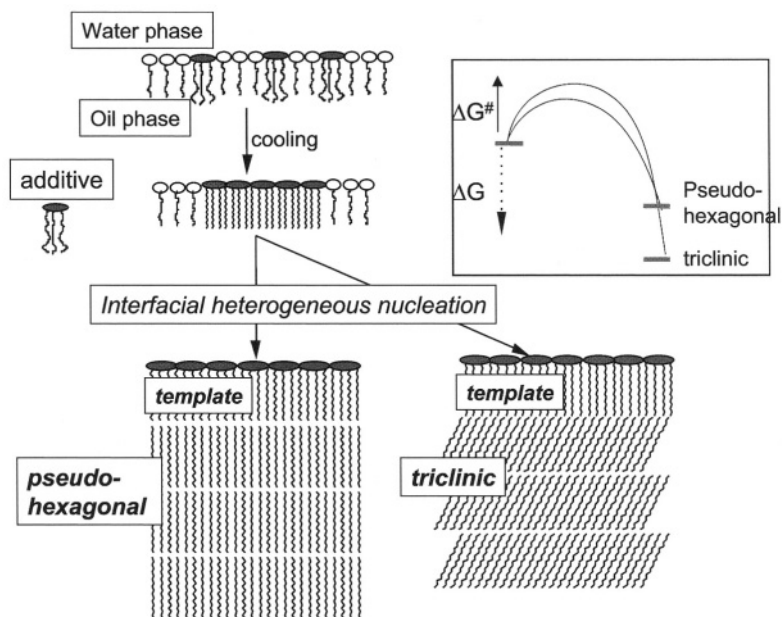 Water phase
Oil phase
cooling
additive
ΔG#
ΔG
Pseudo-
hexagonal
triclinic
Interfacial heterogeneous nucleation
template
template
pseudo-
hexagonal
triclinic